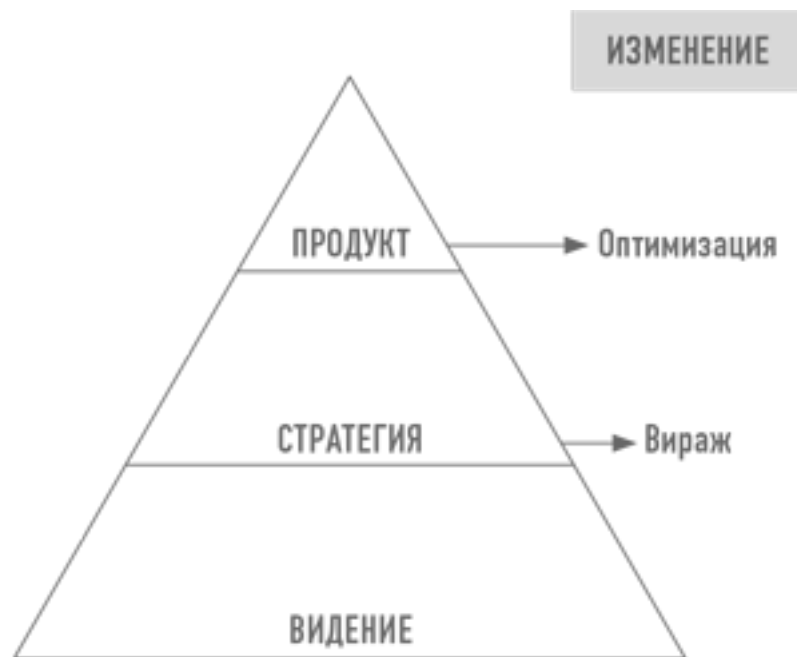 ИЗМЕНЕНИЕ
ПРОДУКТ
Оптимизация
СТРАТЕГИЯ
Вираж
ВИДЕНИЕ